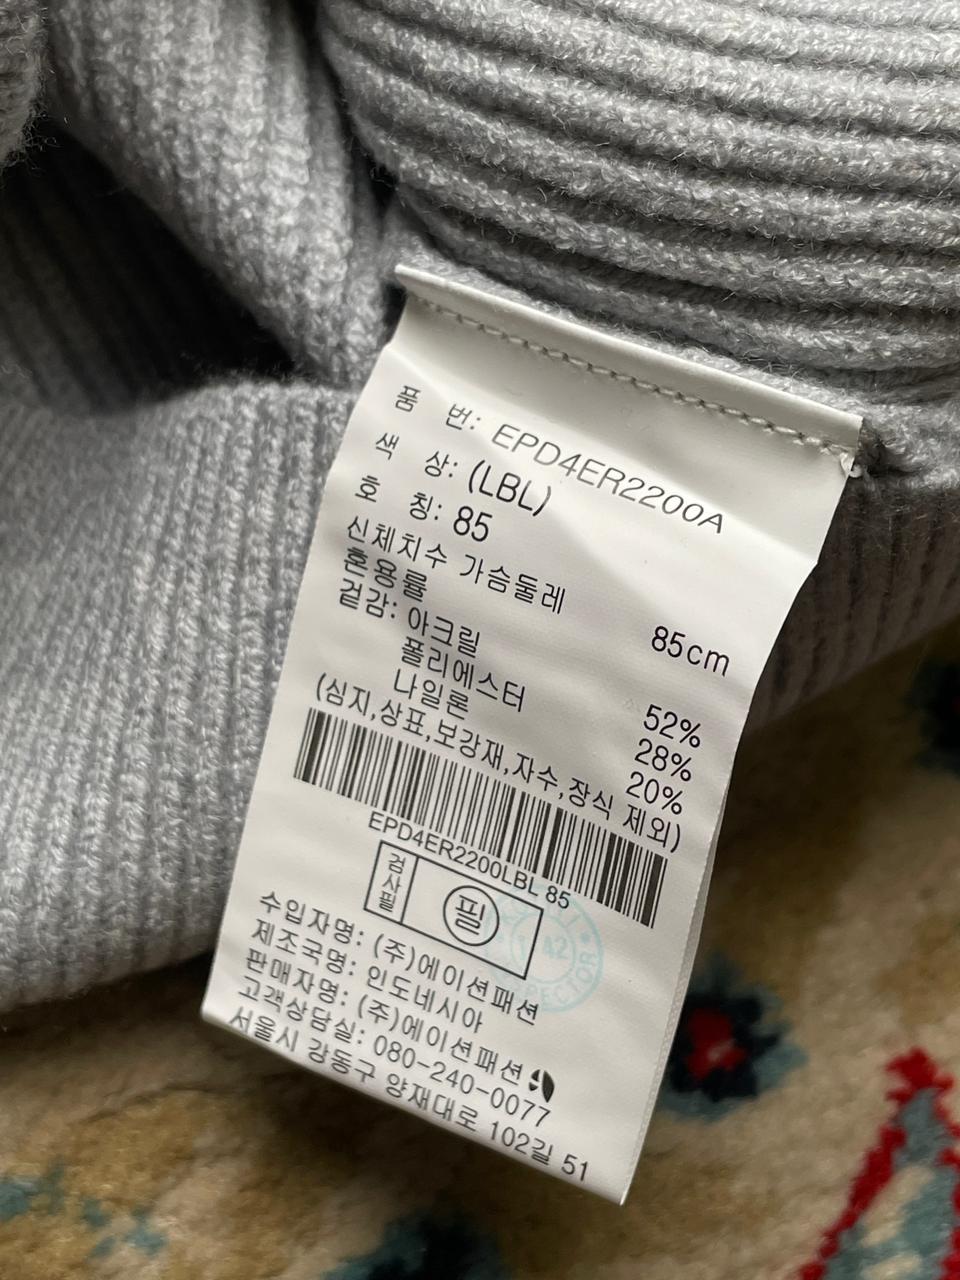 품 번: EPD4ER2200A
색 상: (LBL)
호 칭: 85
신체치수 가슴둘레 85cm
혼용률
겉감: 아크릴 52%
폴리에스터 28%
나일론 20%
(심지,상표,보강재,자수,장식 제외)
EPD4ER2200LBL 85
검사필 필
수입자명: (주)에이션패션
제조국명: 인도네시아
판매자명: (주)에이션패션
고객상담실: 080-240-0077
서울시 강동구 양재대로 102길 51